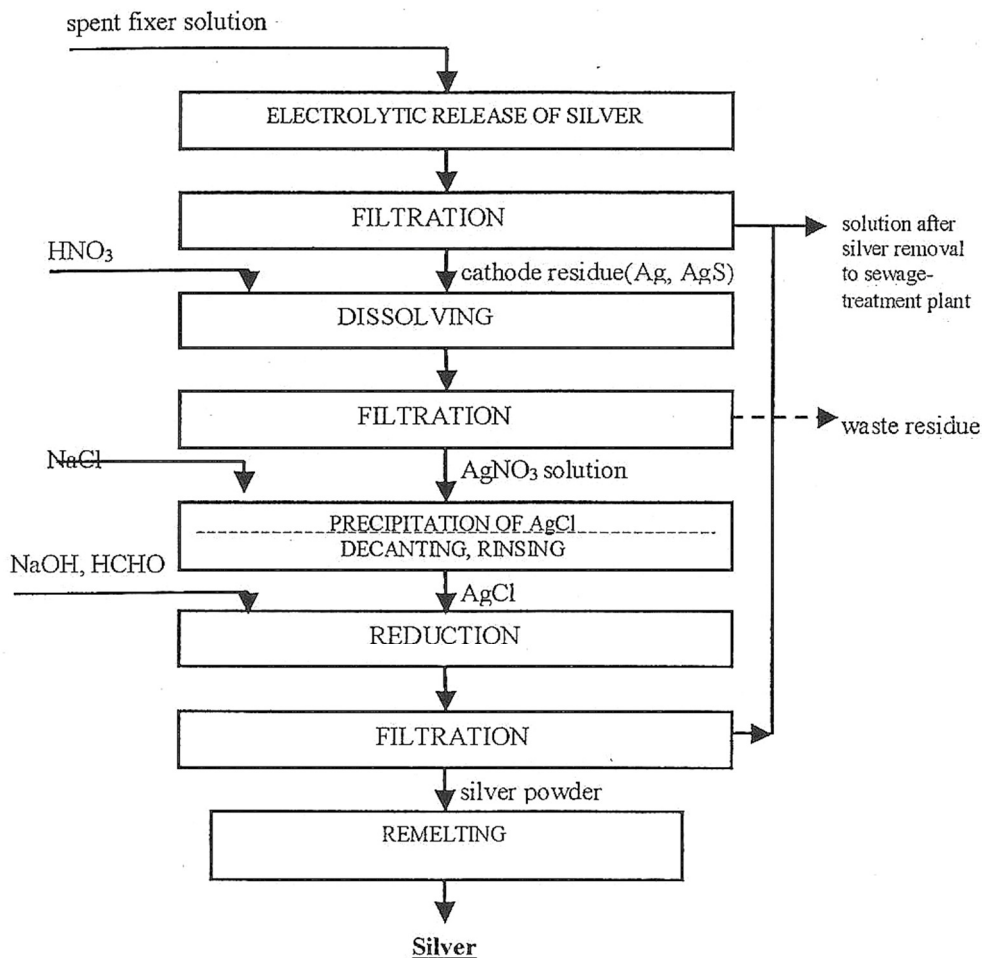 spent fixer solution
ELECTROLYTIC RELEASE OF SILVER
FILTRATION
solution after
silver removal
to sewage-
treatment plant
HNO₃
cathode residue(Ag, AgS)
DISSOLVING
FILTRATION
waste residue
NaCl
AgNO₃ solution
PRECIPITATION OF AgCl
DECANTING, RINSING
NaOH, HCHO
AgCl
REDUCTION
FILTRATION
silver powder
REMELTING
Silver